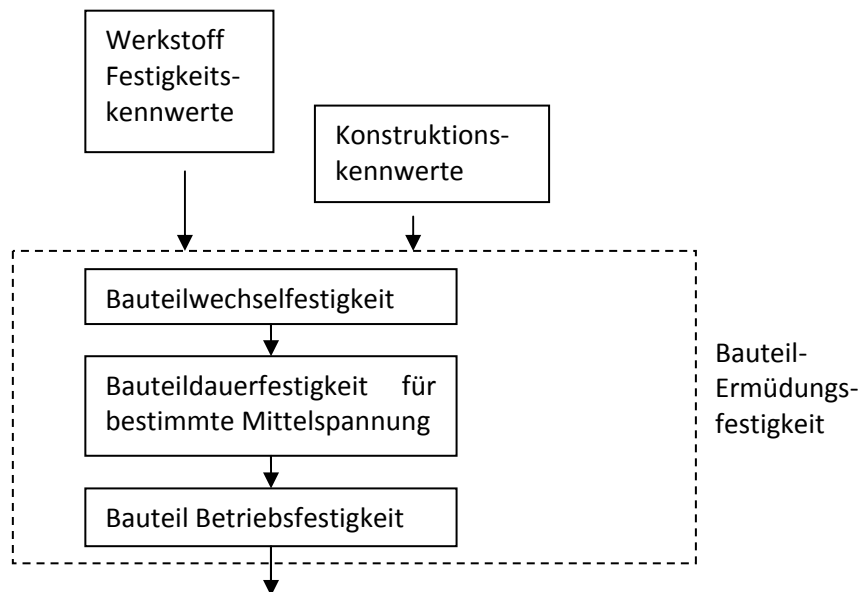 Werkstoff
Festigkeits-
kennwerte
Konstruktions-
kennwerte
Bauteilwechselfestigkeit
Bauteildauerfestigkeit für
bestimmte Mittelspannung
Bauteil Betriebsfestigkeit
Bauteil-
Ermüdungs-
festigkeit